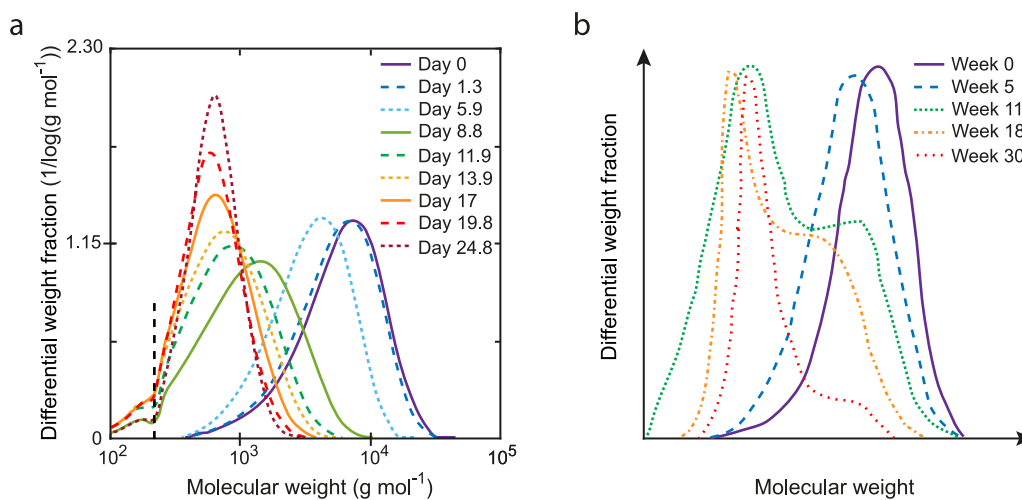 a
2.30
1.15
0
Differential weight fraction (1/log(g mol⁻¹))
Day 0
Day 1.3
Day 5.9
Day 8.8
Day 11.9
Day 13.9
Day 17
Day 19.8
Day 24.8
10² 10³ 10⁴ 10⁵
Molecular weight (g mol⁻¹)
b
Differential weight fraction
Week 0
Week 5
Week 11
Week 18
Week 30
Molecular weight